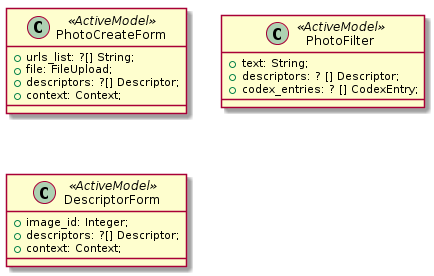 C
«ActiveModel»
PhotoCreateForm
urls_list: ?[] String;
file: FileUpload;
descriptors: ?[] Descriptor;
context: Context;
C
«ActiveModel»
PhotoFilter
text: String;
descriptors: ? [] Descriptor;
codex_entries: ? [] CodexEntry;
C
«ActiveModel»
DescriptorForm
image_id: Integer;
descriptors: ?[] Descriptor;
context: Context;